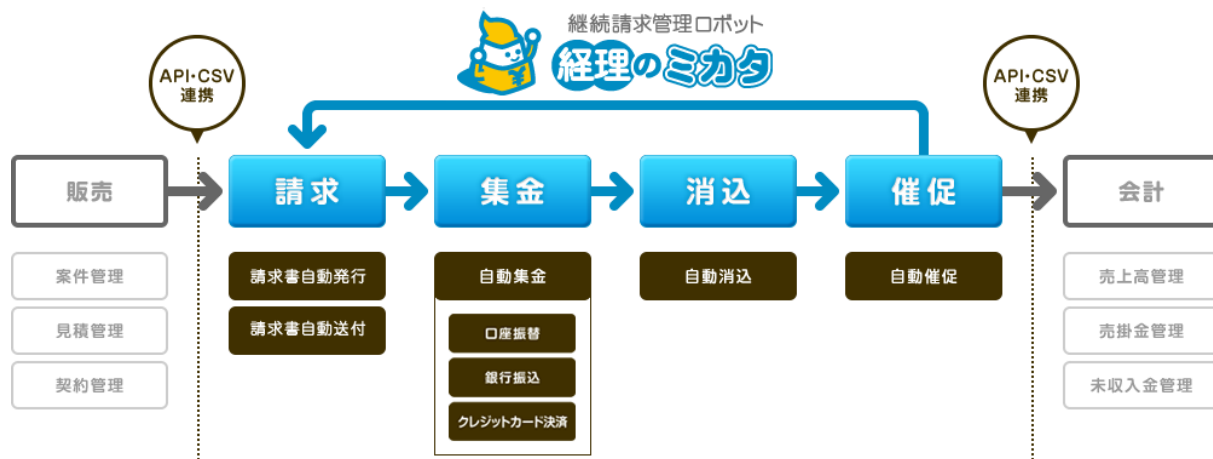 継続請求管理ロボット
経理のミカタ
API・CSV
連携
API・CSV
連携
販売
請求
集金
消込
催促
会計
案件管理
見積管理
契約管理
請求書自動発行
請求書自動送付
自動集金
口座振替
銀行振込
クレジットカード決済
自動消込
自動催促
売上高管理
売掛金管理
未収入金管理
¥